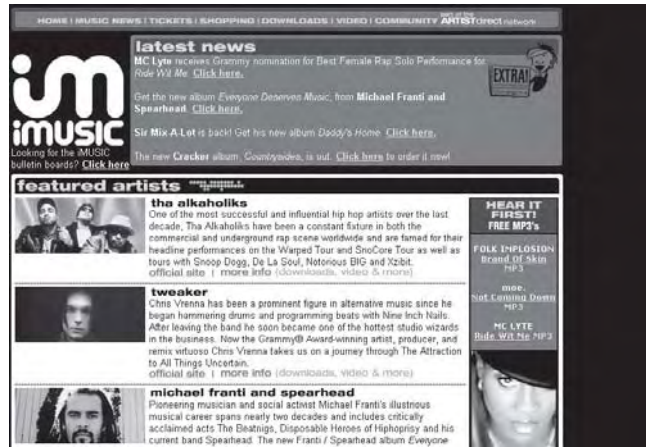 HOME | MUSIC NEWS | TICKETS | SHOPPING | DOWNLOADS | VIDEO | COMMUNITY
part of the
ARTISTdirect network
iM
iMUSIC
Looking for the iMUSIC
bulletin boards? Click here
latest news
MC Lyte receives Grammy nomination for Best Female Rap Solo Performance for
Ride Wit Me. Click here.
Get the new album Everyone Deserves Music, from Michael Franti and
Spearhead. Click here.
Sir Mix A-Lot is back! Get his new album Daddy's Home. Click here.
The new Cracker album, Countrysides, is out. Click here to order it now!
EXTRA!
featured artists
tha alkaholiks
One of the most successful and influential hip hop artists over the last
decade, Tha Alkaholiks have been a constant fixture in both the
commercial and underground rap scene worldwide and are famed for their
headline performances on the Warped Tour and SnoCore Tour as well as
tours with Snoop Dogg, De La Soul, Notorious BIG and Xzibit.
official site | more info (downloads, video & more)
tweaker
Chris Vrenna has been a prominent figure in alternative music since he
began hammering drums and programming beats with Nine Inch Nails.
After leaving the band he soon became one of the hottest studio wizards
in the business. Now the Grammy® Award-winning artist, producer, and
remix virtuoso Chris Vrenna takes us on a journey through The Attraction
to All Things Uncertain.
official site | more info (downloads, video & more)
michael franti and spearhead
Pioneering musician and social activist Michael Franti's illustrious
musical career spans nearly two decades and includes critically
acclaimed acts The Beatnigs, Disposable Heroes of Hiphoprisy and his
current band Spearhead. The new Franti / Spearhead album Everyone
HEAR IT
FIRST!
FREE MP3's
FOLK IMPLOSION
Brand Of Skin
MP3
moe.
Not Coming Down
MP3
MC LYTE
Ride Wit Me MP3